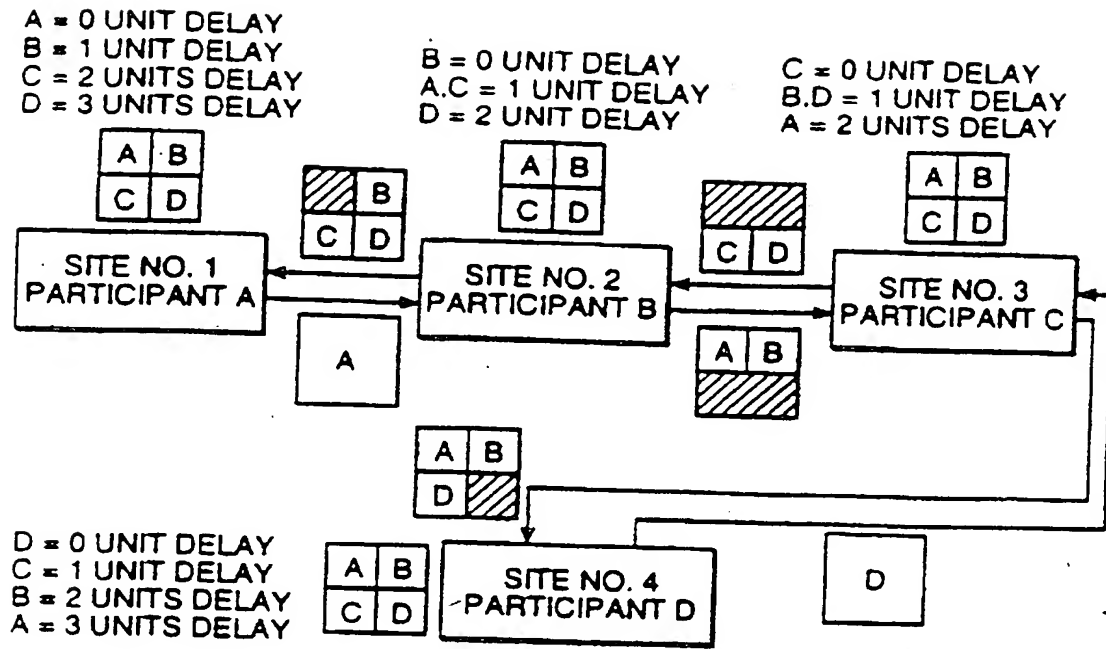 A = 0 UNIT DELAY
B = 1 UNIT DELAY
C = 2 UNITS DELAY
D = 3 UNITS DELAY
B = 0 UNIT DELAY
A.C = 1 UNIT DELAY
D = 2 UNIT DELAY
C = 0 UNIT DELAY
B.D = 1 UNIT DELAY
A = 2 UNITS DELAY
A B
C D
B
C D
A B
C D
C D
A B
C D
SITE NO. 1
PARTICIPANT A
SITE NO. 2
PARTICIPANT B
SITE NO. 3
PARTICIPANT C
A
A B
A B
D
D = 0 UNIT DELAY
C = 1 UNIT DELAY
B = 2 UNITS DELAY
A = 3 UNITS DELAY
A B
C D
SITE NO. 4
PARTICIPANT D
D